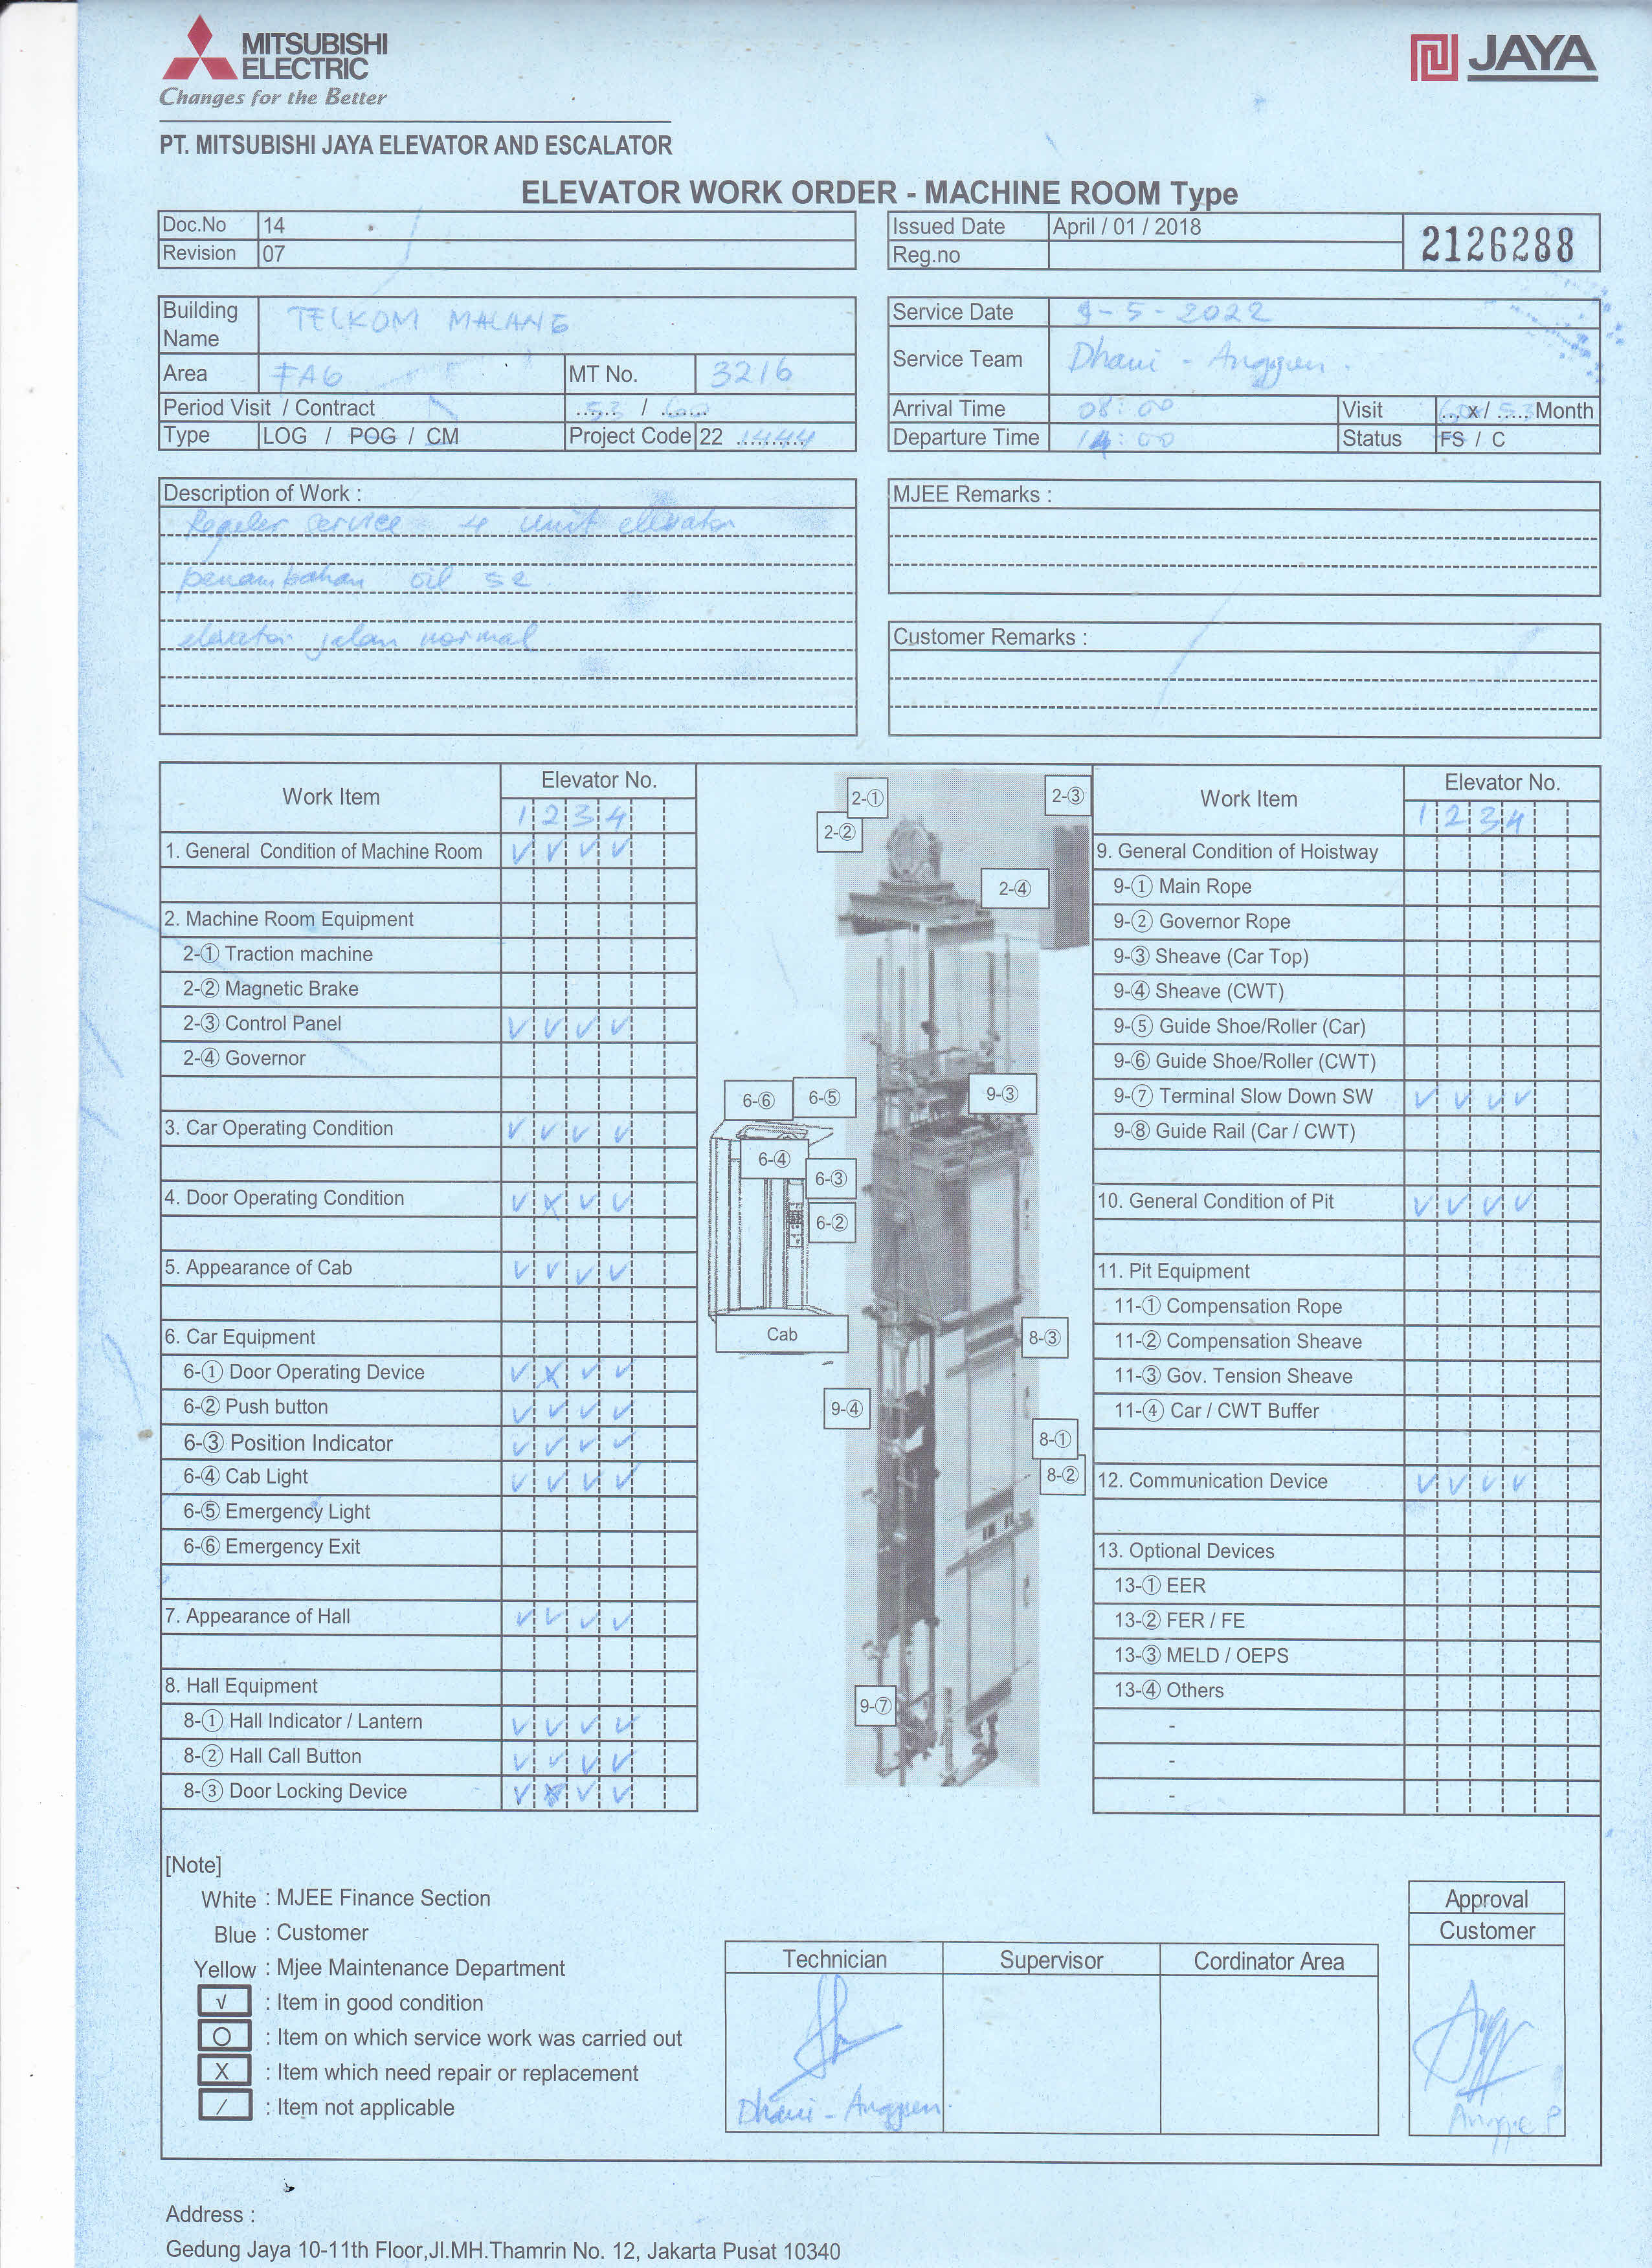 MITSUBISHI
ELECTRIC
Changes for the Better
JAYA
PT. MITSUBISHI JAYA ELEVATOR AND ESCALATOR
ELEVATOR WORK ORDER - MACHINE ROOM Type
Doc.No 14
Revision 07
Issued Date April / 01 / 2018
Reg.no
2126288
Building Name TELKOM MALANG
Area FAG MT No. 3216
Period Visit / Contract 53 / 60
Type LOG / POG / CM Project Code 22 1444
Service Date 9-5-2022
Service Team Dhani - Anggpen.
Arrival Time 08:00 Visit x / 53 Month
Departure Time 14:00 Status FS / C
Description of Work :
Reguler service 4 unit elevator
penambahan oil
elevator jalan normal
MJEE Remarks :
Customer Remarks :
Work Item Elevator No.
1 2 3 4
1. General Condition of Machine Room √ √ √ √
2. Machine Room Equipment
2-① Traction machine
2-② Magnetic Brake
2-③ Control Panel √ √ √ √
2-④ Governor
3. Car Operating Condition √ √ √ √
4. Door Operating Condition √ X √ √
5. Appearance of Cab √ √ √ √
6. Car Equipment
6-① Door Operating Device √ X √ √
6-② Push button √ √ √ √
6-③ Position Indicator √ √ √ √
6-④ Cab Light √ √ √ √
6-⑤ Emergency Light
6-⑥ Emergency Exit
7. Appearance of Hall √ √ √ √
8. Hall Equipment
8-① Hall Indicator / Lantern √ √ √ √
8-② Hall Call Button √ √ √ √
8-③ Door Locking Device √ X √ √
2-①
2-③
2-②
2-④
6-⑥
6-⑤
9-③
6-④
6-③
6-②
Cab
8-③
9-④
8-①
8-②
9-⑦
Work Item Elevator No.
1 2 3 4
9. General Condition of Hoistway
9-① Main Rope
9-② Governor Rope
9-③ Sheave (Car Top)
9-④ Sheave (CWT)
9-⑤ Guide Shoe/Roller (Car)
9-⑥ Guide Shoe/Roller (CWT)
9-⑦ Terminal Slow Down SW √ √ √ √
9-⑧ Guide Rail (Car / CWT)
10. General Condition of Pit √ √ √ √
11. Pit Equipment
11-① Compensation Rope
11-② Compensation Sheave
11-③ Gov. Tension Sheave
11-④ Car / CWT Buffer
12. Communication Device √ √ √ √
13. Optional Devices
13-① EER
13-② FER / FE
13-③ MELD / OEPS
13-④ Others
-
-
-
[Note]
White : MJEE Finance Section
Blue : Customer
Yellow : Mjee Maintenance Department
√ : Item in good condition
O : Item on which service work was carried out
X : Item which need repair or replacement
/ : Item not applicable
Technician Supervisor Cordinator Area
Dhani - Anggpen.
Approval
Customer
Anggie P
Address :
Gedung Jaya 10-11th Floor,Jl.MH.Thamrin No. 12, Jakarta Pusat 10340